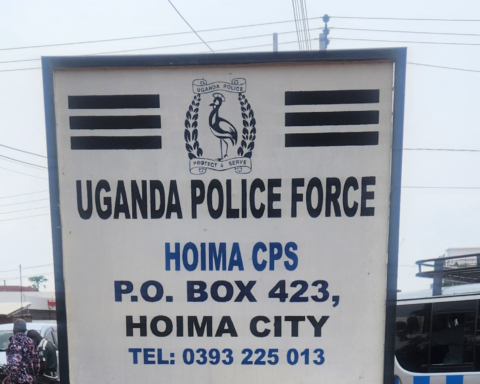 UGANDA POLICE
PROTECT & SERVE
UGANDA POLICE FORCE
HOIMA CPS
P.O. BOX 423,
HOIMA CITY
TEL: 0393 225 013